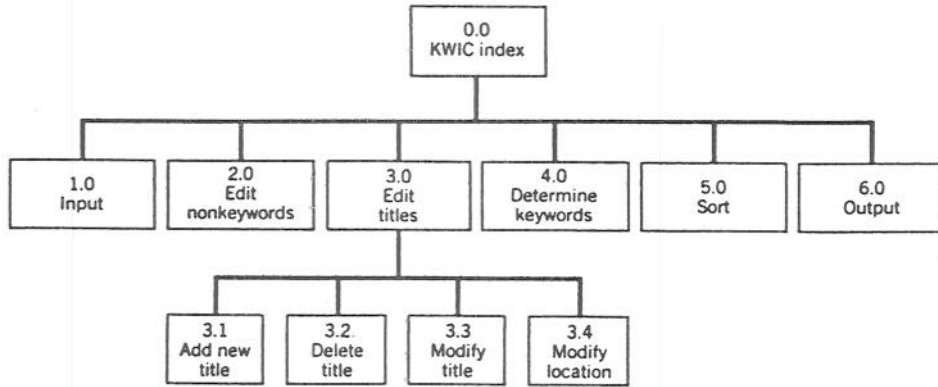 0.0
KWIC index
1.0
Input
2.0
Edit
nonkeywords
3.0
Edit
titles
4.0
Determine
keywords
5.0
Sort
6.0
Output
3.1
Add new
title
3.2
Delete
title
3.3
Modify
title
3.4
Modify
location